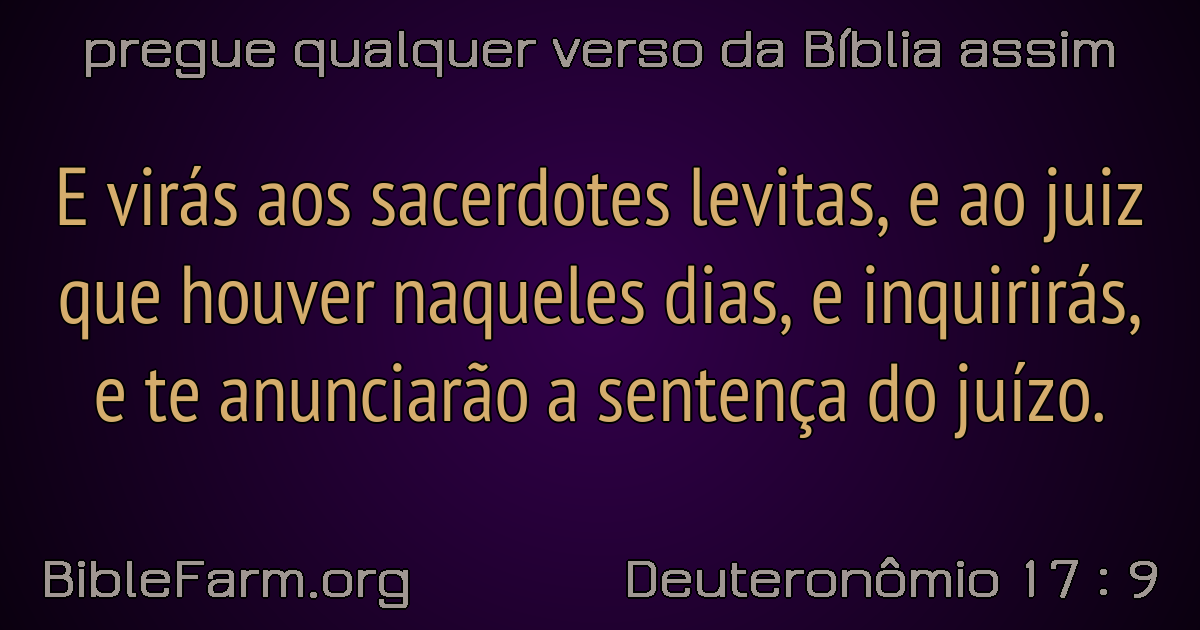 pregue qualquer verso da Bíblia assim
E virás aos sacerdotes levitas, e ao juiz
que houver naqueles dias, e inquirirás,
e te anunciarão a sentença do juízo.
BibleFarm.org
Deuteronômio 17 : 9